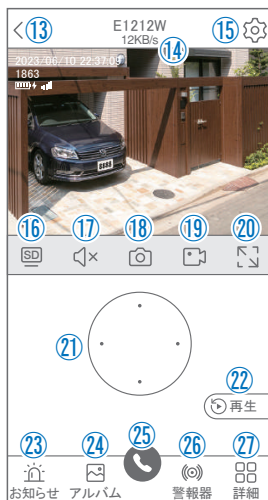 ⑬ E1212W ⑮
12KB/s ⑭
2023/06/10 22:37:09
1863
⑯ ⑰ ⑱ ⑲ ⑳
SD
㉑
㉒
再生
㉓ ㉔ ㉕ ㉖ ㉗
お知らせ アルバム 警報器 詳細